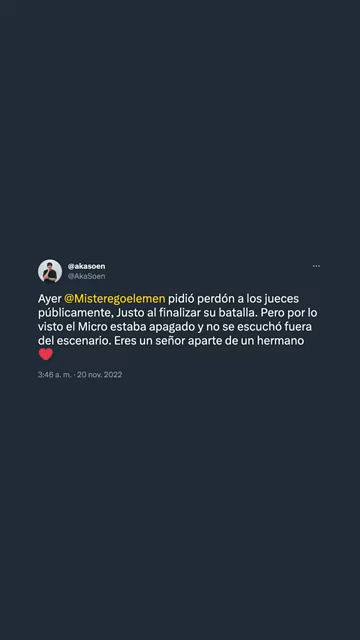 @akasoen
@AkaSoen
Ayer @Misteregoelemen pidió perdón a los jueces
públicamente, Justo al finalizar su batalla. Pero por lo
visto el Micro estaba apagado y no se escuchó fuera
del escenario. Eres un señor aparte de un hermano
❤️
3:46 a. m. · 20 nov. 2022